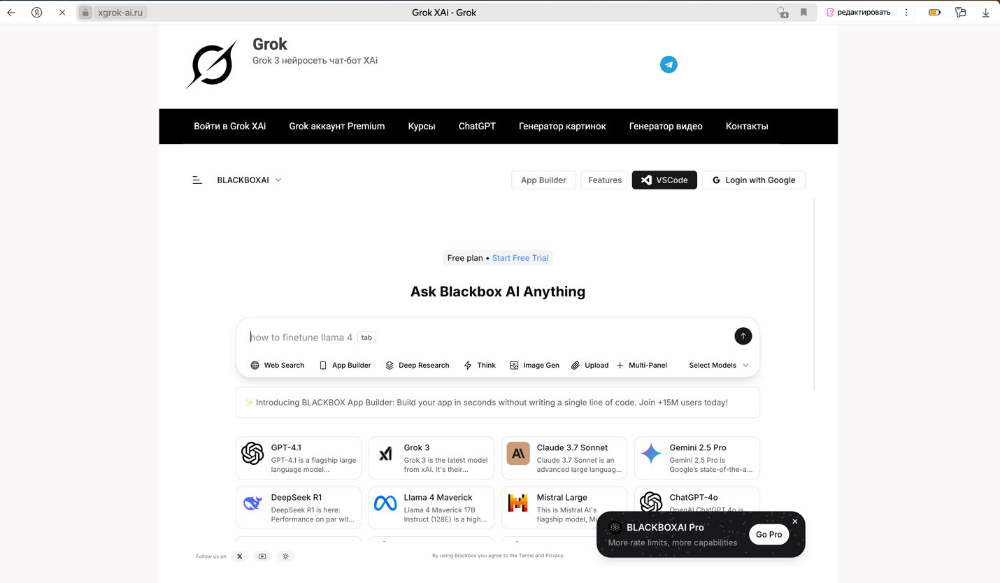 xgrok-ai.ru
Grok XAi - Grok
4
редактировать
Grok
Grok 3 нейросеть чат-бот XAi
Войти в Grok XAi
Grok аккаунт Premium
Курсы
ChatGPT
Генератор картинок
Генератор видео
Контакты
BLACKBOXAI
App Builder
Features
VSCode
G Login with Google
Free plan • Start Free Trial
Ask Blackbox AI Anything
how to finetune llama 4 tab
Web Search
App Builder
Deep Research
Think
Image Gen
Upload
Multi-Panel
Select Models
✨ Introducing BLACKBOX App Builder: Build your app in seconds without writing a single line of code. Join +15M users today!
GPT-4.1
GPT-4.1 is a flagship large
language model...
Grok 3
Grok 3 is the latest model
from xAI. It's their...
Claude 3.7 Sonnet
Claude 3.7 Sonnet is an
advanced large languag...
Gemini 2.5 Pro
Gemini 2.5 Pro is
Google's state-of-the-a...
DeepSeek R1
DeepSeek R1 is here:
Performance on par wit...
Llama 4 Maverick
Llama 4 Maverick 17B
Instruct (128E) is a high...
Mistral Large
This is Mistral AI's
flagship model, Mi
ChatGPT-4o
OpenAI ChatGPT 4o is
BLACKBOXAI Pro
More rate limits, more capabilities
Go Pro
Follow us on
By using Blackbox you agree to the Terms and Privacy.